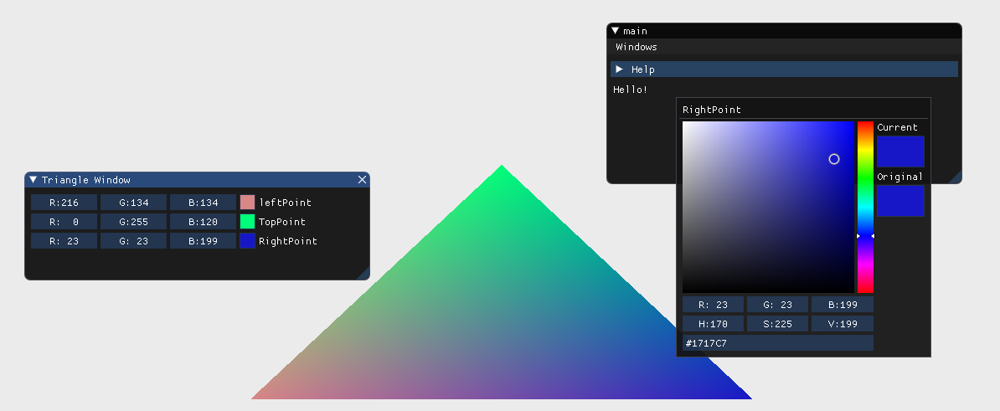 main
Windows
Help
Hello!
RightPoint
Current
Original
R: 23 G: 23 B:199
H:170 S:225 V:199
#1717C7
Triangle Window
R:216 G:134 B:134 leftPoint
R: 0 G:255 B:120 TopPoint
R: 23 G: 23 B:199 RightPoint